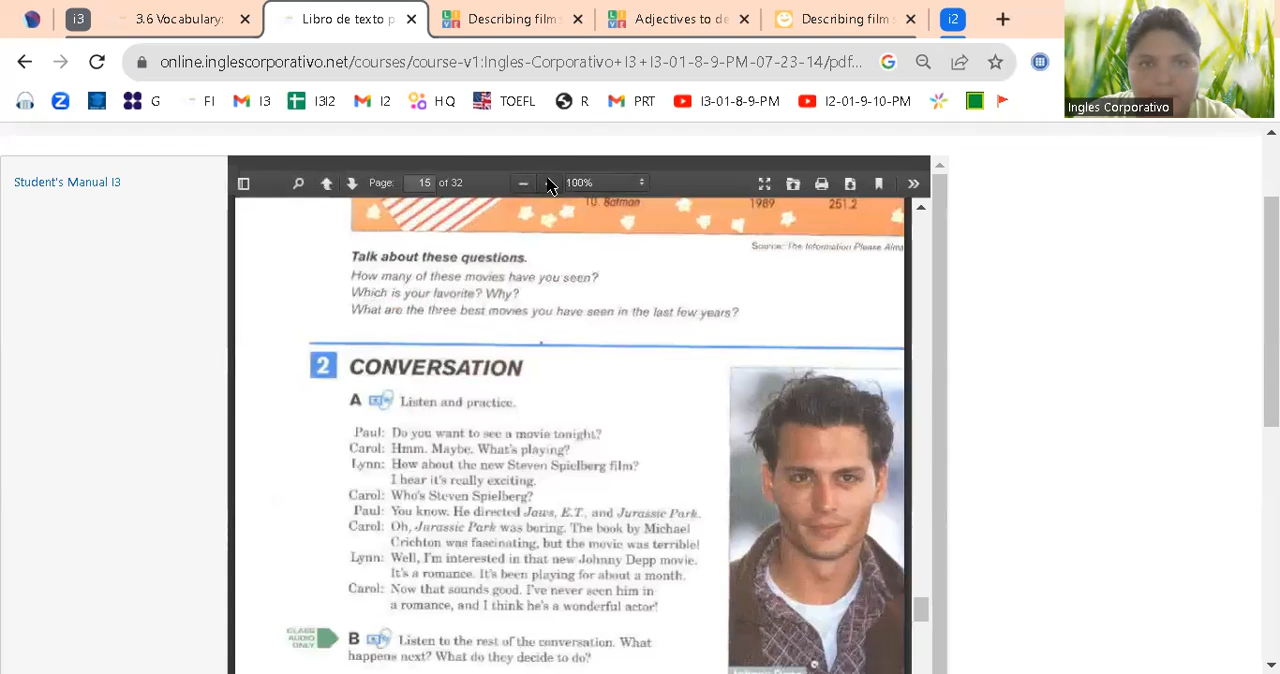 i3
3.6 Vocabulary:
Libro de texto p
Describing film
Adjectives to de
Describing film
i2
online.inglescorporativo.net/courses/course-v1:Ingles-Corporativo+I3+I3-01-8-9-PM-07-23-14/pdf...
G
FI
I3
I3I2
I2
HQ
TOEFL
R
PRT
I3-01-8-9-PM
I2-01-9-10-PM
Ingles Corporativo
Student's Manual I3
Page: 15 of 32
100%
10. Batman 1989 251.2
Source: The Information Please Alma
Talk about these questions.
How many of these movies have you seen?
Which is your favorite? Why?
What are the three best movies you have seen in the last few years?
2 CONVERSATION
A Listen and practice.
Paul: Do you want to see a movie tonight?
Carol: Hmm. Maybe. What's playing?
Lynn: How about the new Steven Spielberg film?
I hear it's really exciting.
Carol: Who's Steven Spielberg?
Paul: You know. He directed Jaws, E.T., and Jurassic Park.
Carol: Oh, Jurassic Park was boring. The book by Michael
Crichton was fascinating, but the movie was terrible!
Lynn: Well, I'm interested in that new Johnny Depp movie.
It's a romance. It's been playing for about a month.
Carol: Now that sounds good. I've never seen him in
a romance, and I think he's a wonderful actor!
CLASS
AUDIO
ONLY
B Listen to the rest of the conversation. What
happens next? What do they decide to do?